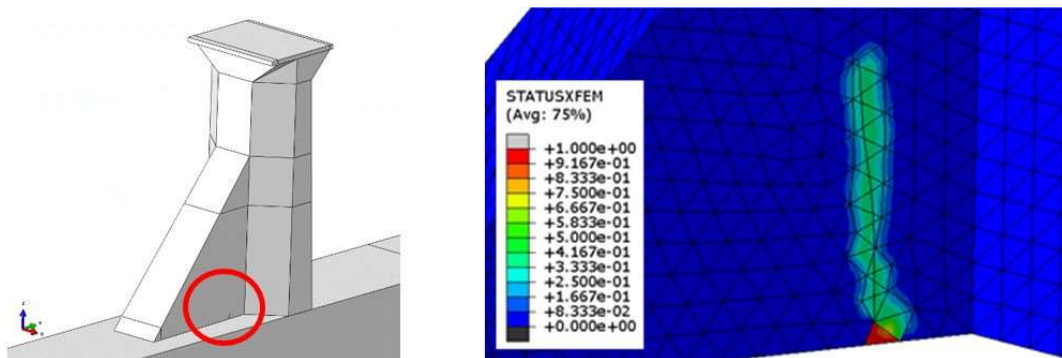 STATUSXFEM
(Avg: 75%)
+1.000e+00
+9.167e-01
+8.333e-01
+7.500e-01
+6.667e-01
+5.833e-01
+5.000e-01
+4.167e-01
+3.333e-01
+2.500e-01
+1.667e-01
+8.333e-02
+0.000e+00